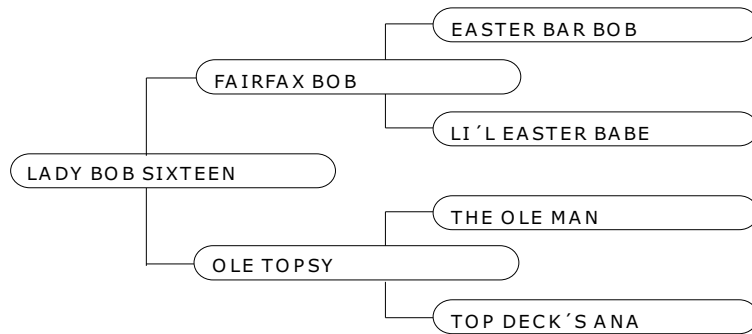 EASTER BAR BOB
FAIRFAX BOB
LI´L EASTER BABE
LADY BOB SIXTEEN
THE OLE MAN
OLE TOPSY
TOP DECK´S ANA